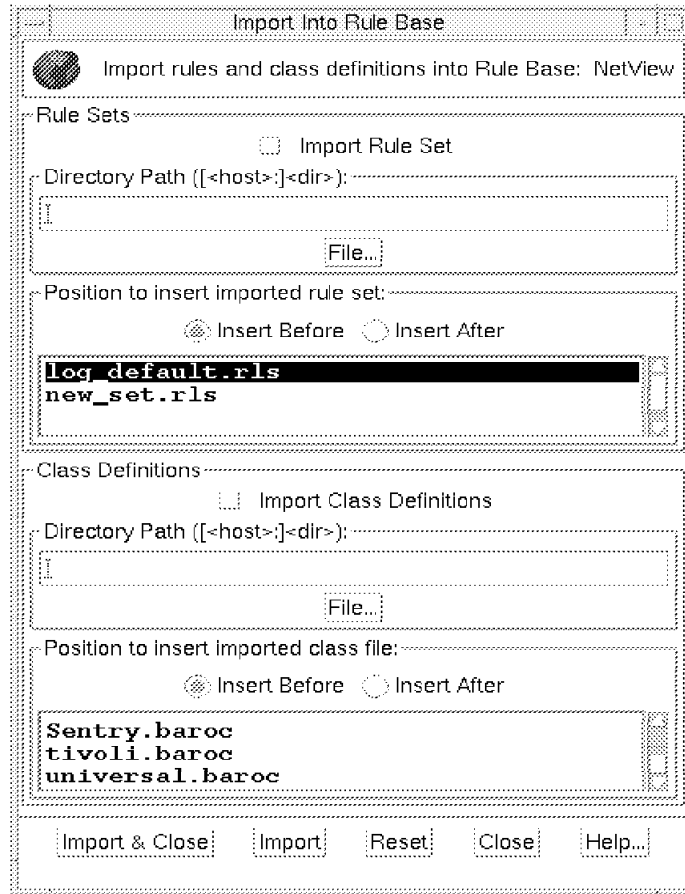 Import Into Rule Base
Import rules and class definitions into Rule Base: NetView
Rule Sets
Import Rule Set
Directory Path ([<host>:]<dir>):
File...
Position to insert imported rule set:
Insert Before Insert After
log_default.rls
new_set.rls
Class Definitions
Import Class Definitions
Directory Path ([<host>:]<dir>):
File...
Position to insert imported class file:
Insert Before Insert After
Sentry.baroc
tivoli.baroc
universal.baroc
Import & Close Import Reset Close Help...